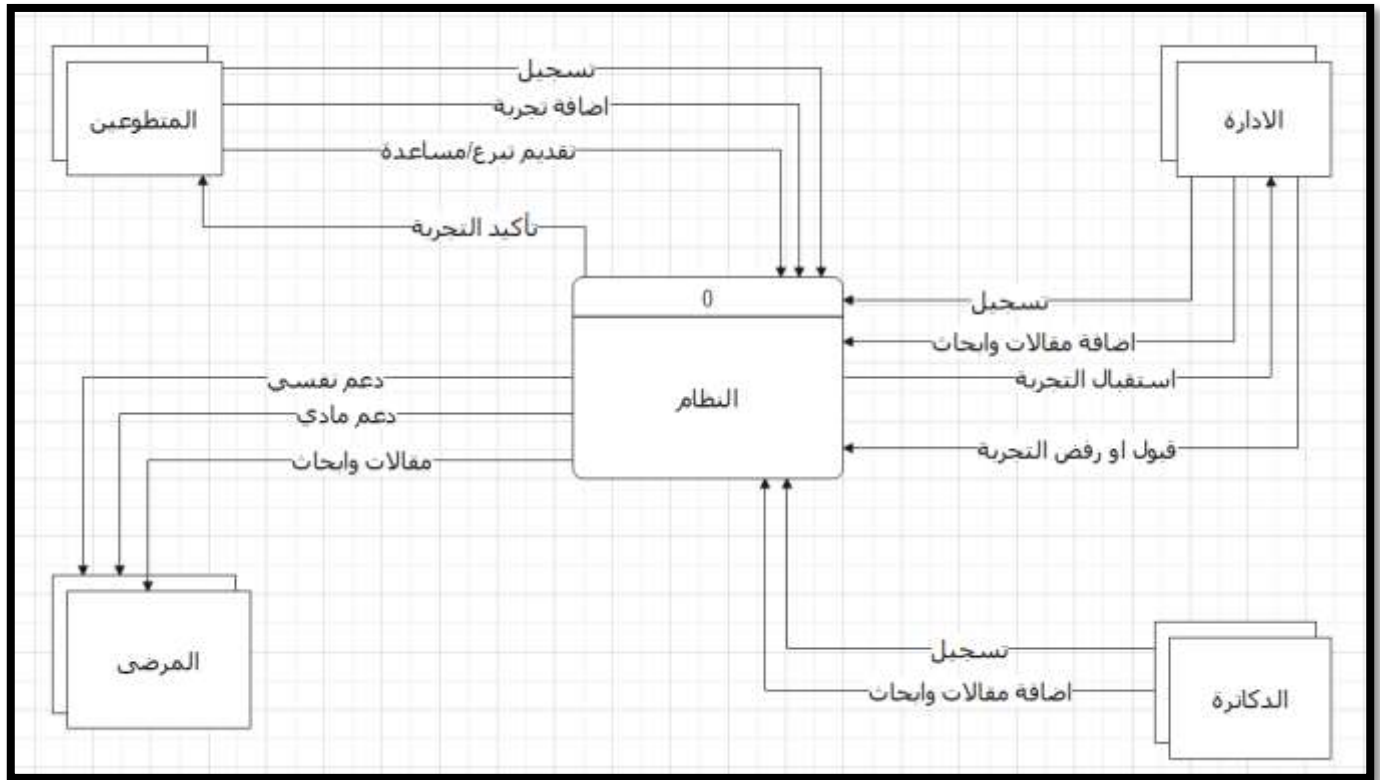 المتطوعين
تسجيل
اضافة تجربة
تقديم تبرع/مساعدة
تأكيد التجربة
الادارة
تسجيل
اضافة مقالات وابحاث
استقبال التجربة
قبول او رفض التجربة
0
النظام
دعم نفسي
دعم مادي
مقالات وابحاث
المرضى
تسجيل
اضافة مقالات وابحاث
الدكاترة